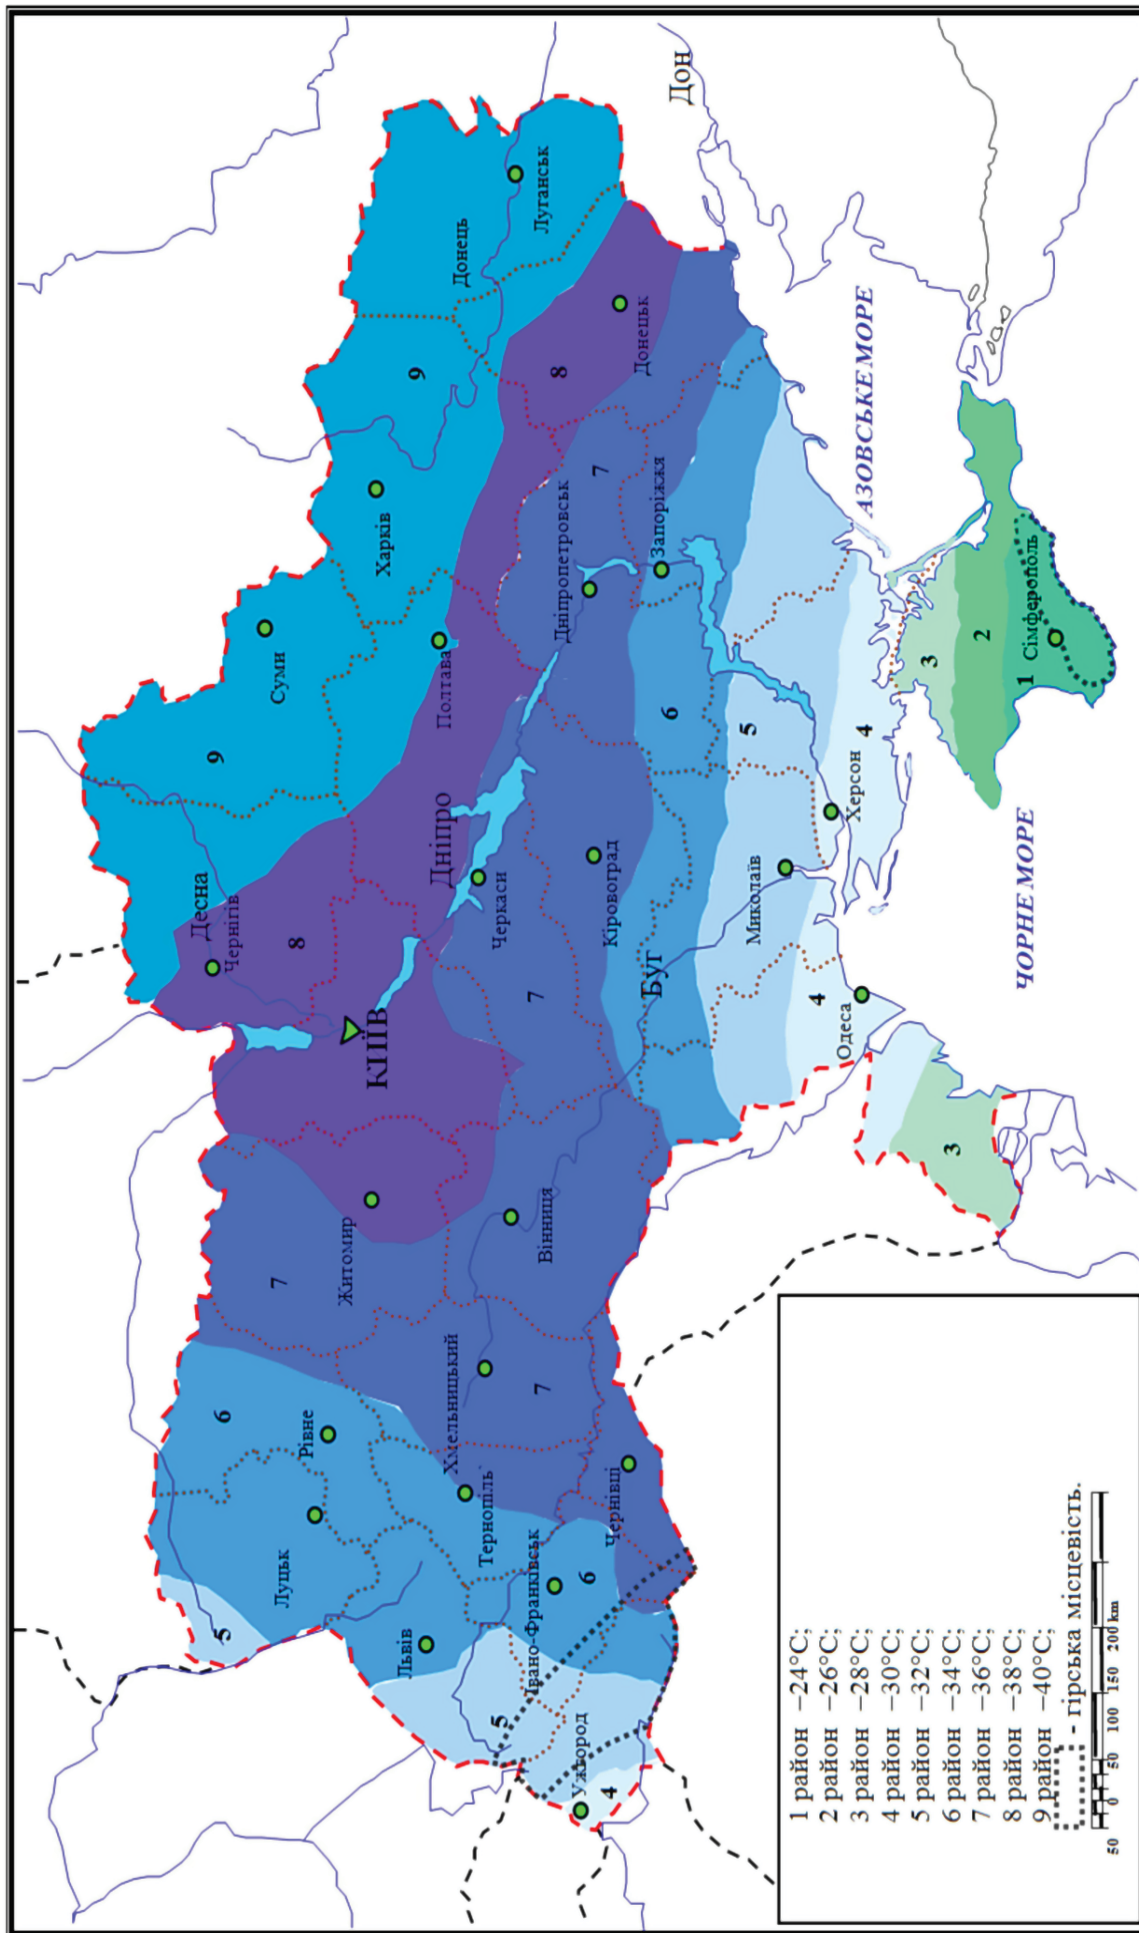 Десна
Чернігів
9
Суми
8
КИЇВ
Харків
9
Донець
Луганськ
Дон
7
Житомир
6
Рівне
Луцьк
5
Львів
Дніпро
Полтава
Черкаси
8
Донецьк
Хмельницький
Тернопіль
7
Вінниця
7
Кіровоград
Дніпропетровськ
7
Запоріжжя
Івано-Франківськ
6
Чернівці
5
Ужгород
4
Буг
6
Миколаїв
5
Одеса
4
Херсон
4
АЗОВСЬКЕ МОРЕ
3
3
2
1
Сімферополь
ЧОРНЕ МОРЕ
1 район –24°С;
2 район –26°С;
3 район –28°С;
4 район –30°С;
5 район –32°С;
6 район –34°С;
7 район –36°С;
8 район –38°С;
9 район –40°С;
- гірська місцевість.
50 0 50 100 150 200 km